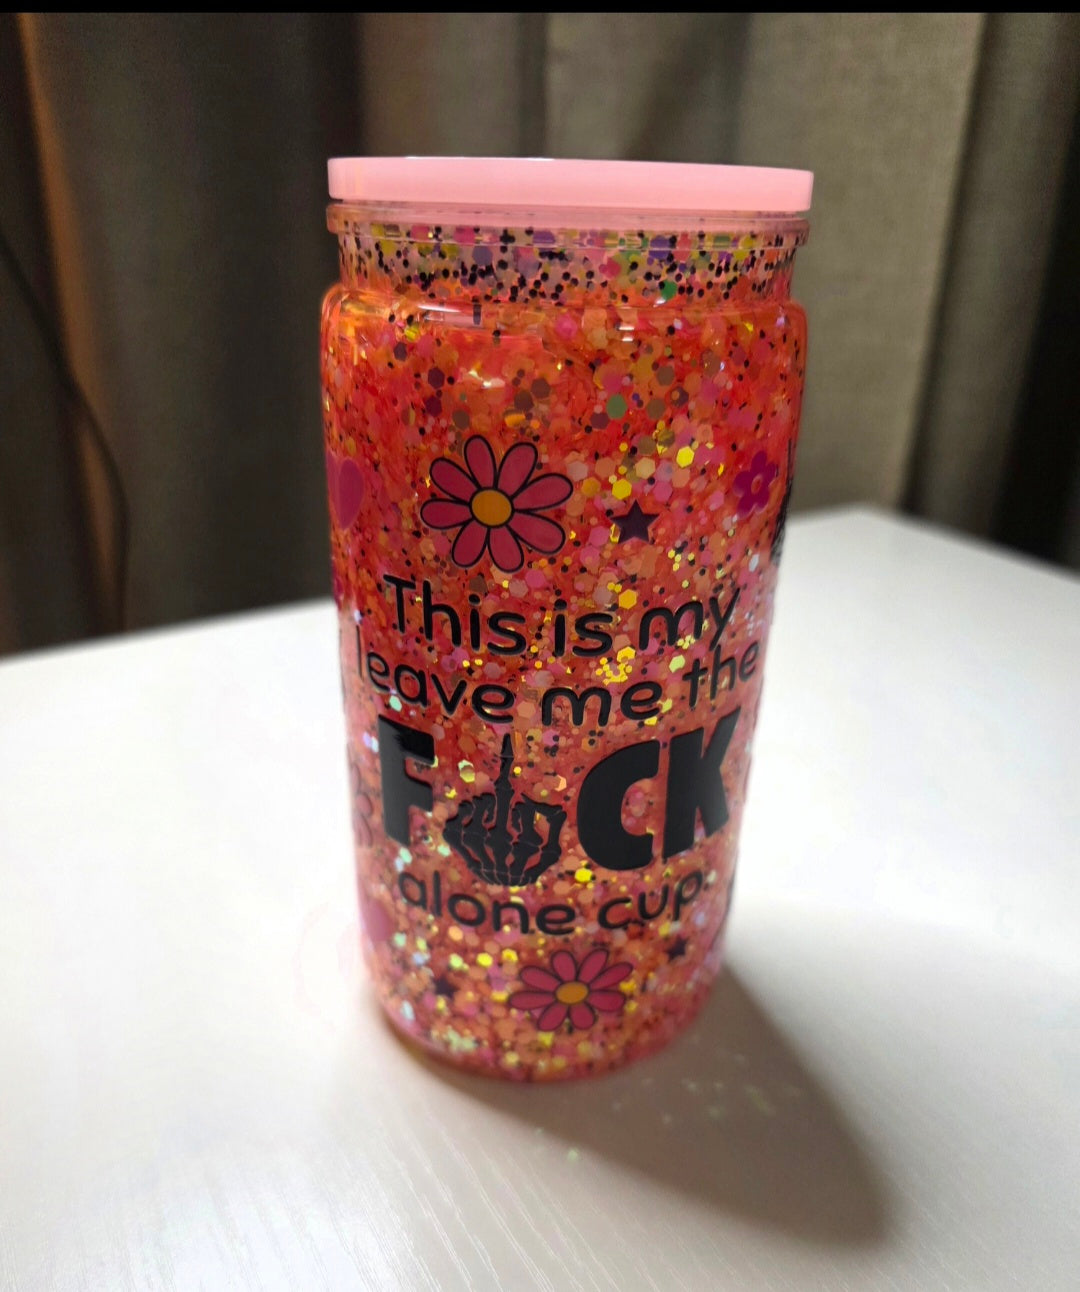 This is my
leave me the
F CK
alone cup.